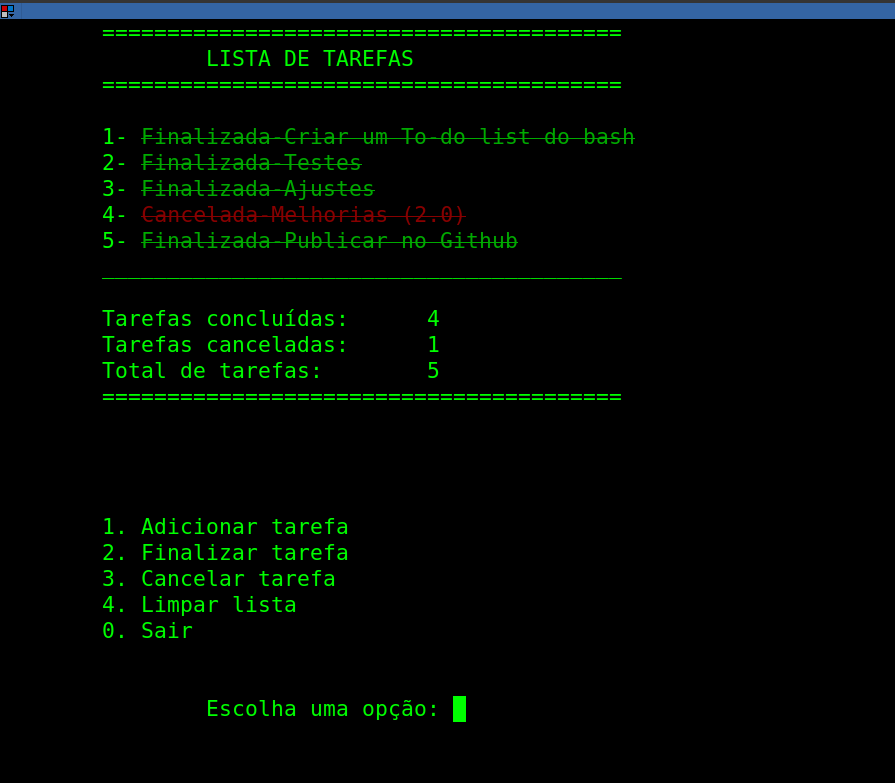 ========================================
LISTA DE TAREFAS
========================================
1- Finalizada-Criar um To-do list do bash
2- Finalizada-Testes
3- Finalizada-Ajustes
4- Cancelada-Melhorias (2.0)
5- Finalizada-Publicar no Github
________________________________________
Tarefas concluídas: 4
Tarefas canceladas: 1
Total de tarefas: 5
========================================
1. Adicionar tarefa
2. Finalizar tarefa
3. Cancelar tarefa
4. Limpar lista
0. Sair
Escolha uma opção: